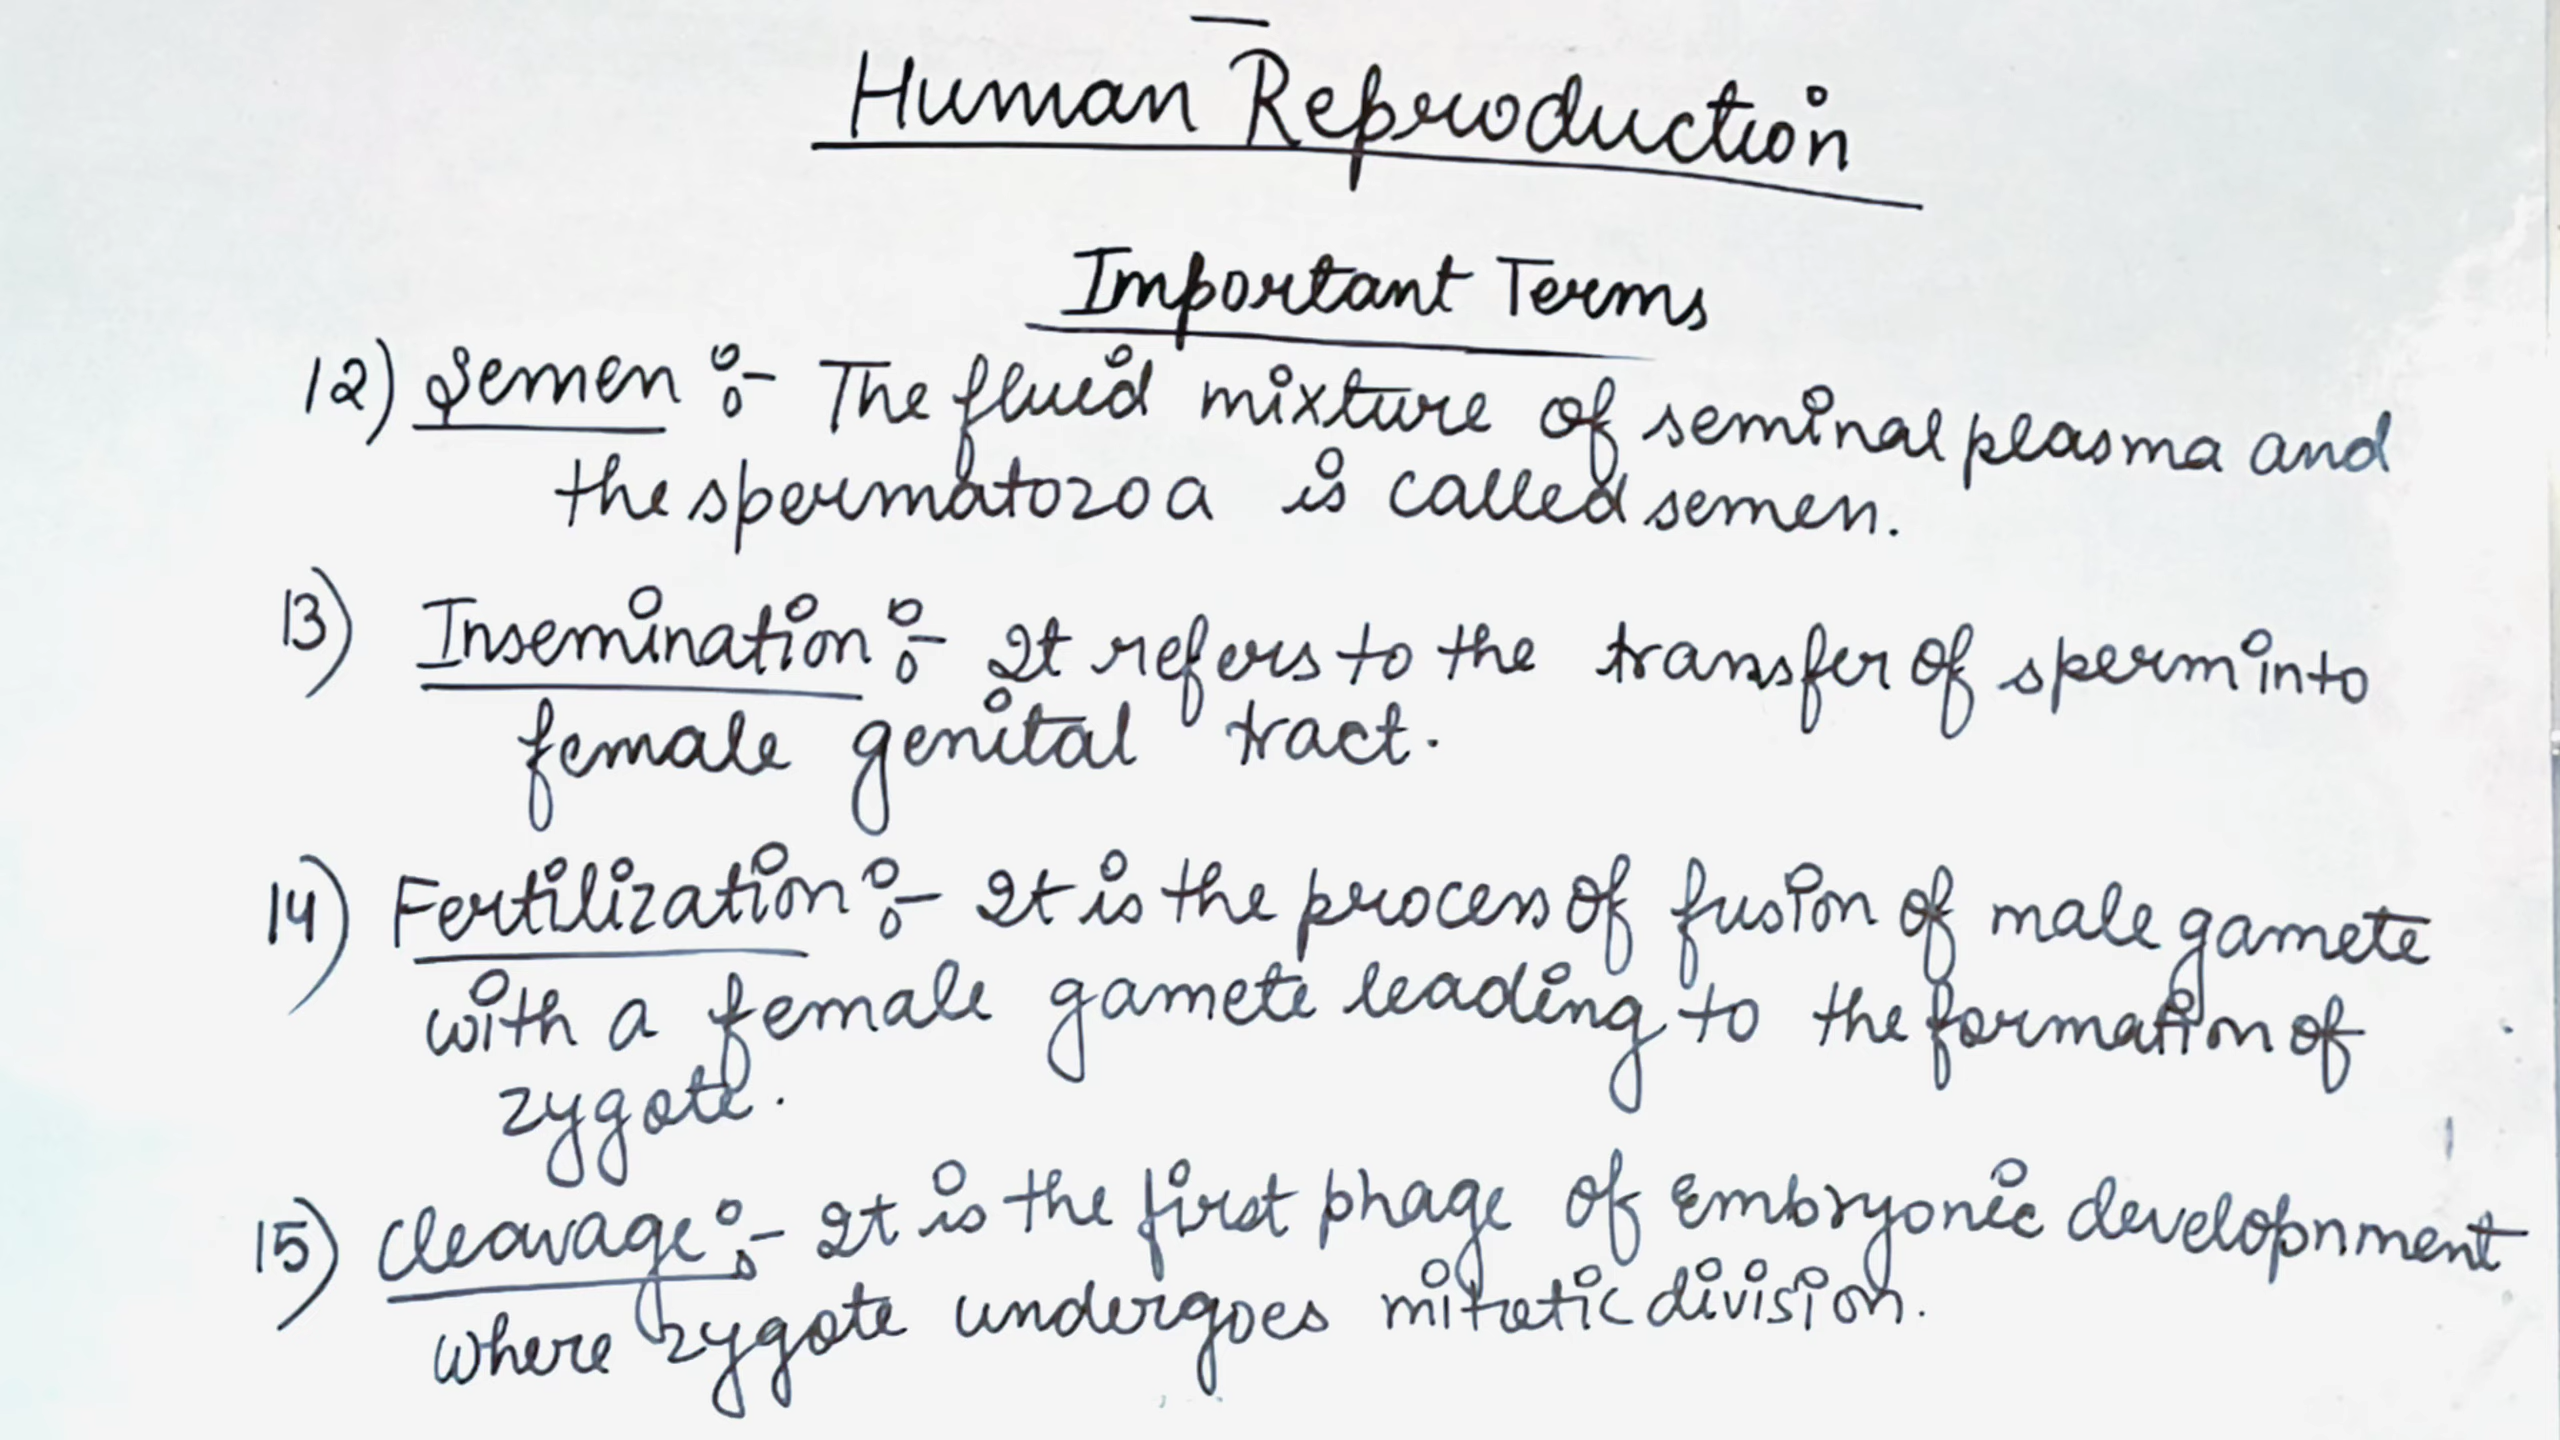 Human Reproduction
Important Terms
12) Semen :- The fluid mixture of seminal plasma and
the spermatozoa is called semen.
13) Insemination :- It refers to the transfer of sperm into
female genital tract.
14) Fertilization :- It is the process of fusion of male gamete
with a female gamete leading to the formation of
zygote.
15) Cleavage :- It is the first phage of Embryonic developnment
where zygote undergoes mitotic division.